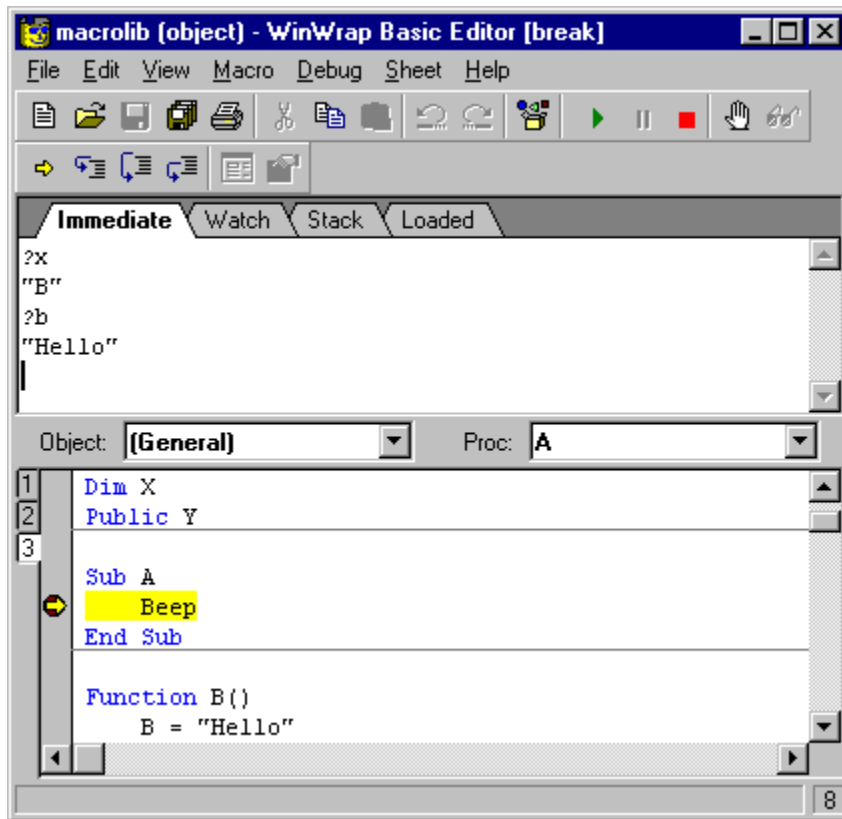 macrolib (object) - WinWrap Basic Editor [break]
File Edit View Macro Debug Sheet Help
Immediate Watch Stack Loaded
?x
"B"
?b
"Hello"
Object: (General) Proc: A
1
2
3
Dim X
Public Y
Sub A
Beep
End Sub
Function B()
B = "Hello"
8